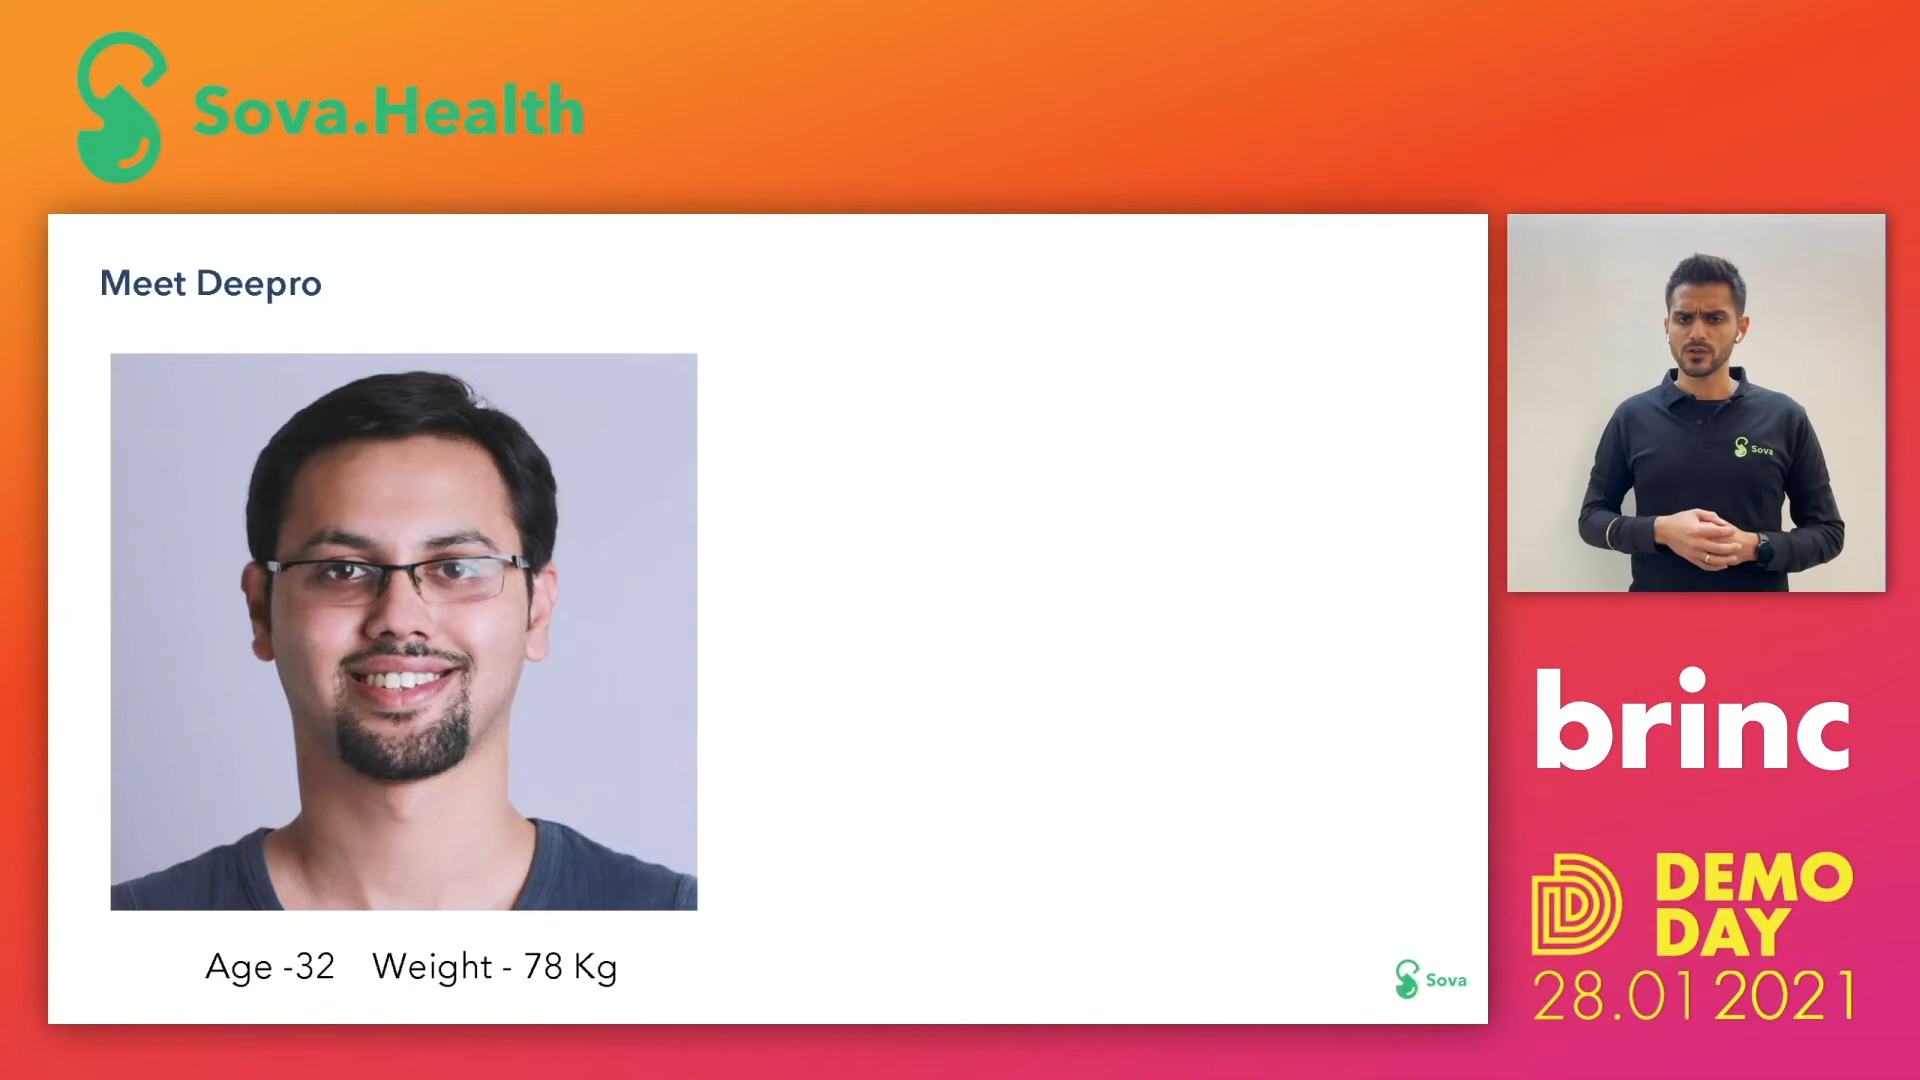 Sova.Health
Meet Deepro
Age -32 Weight - 78 Kg
Sova
Sova
brinc
DEMO
DAY
28.01 2021